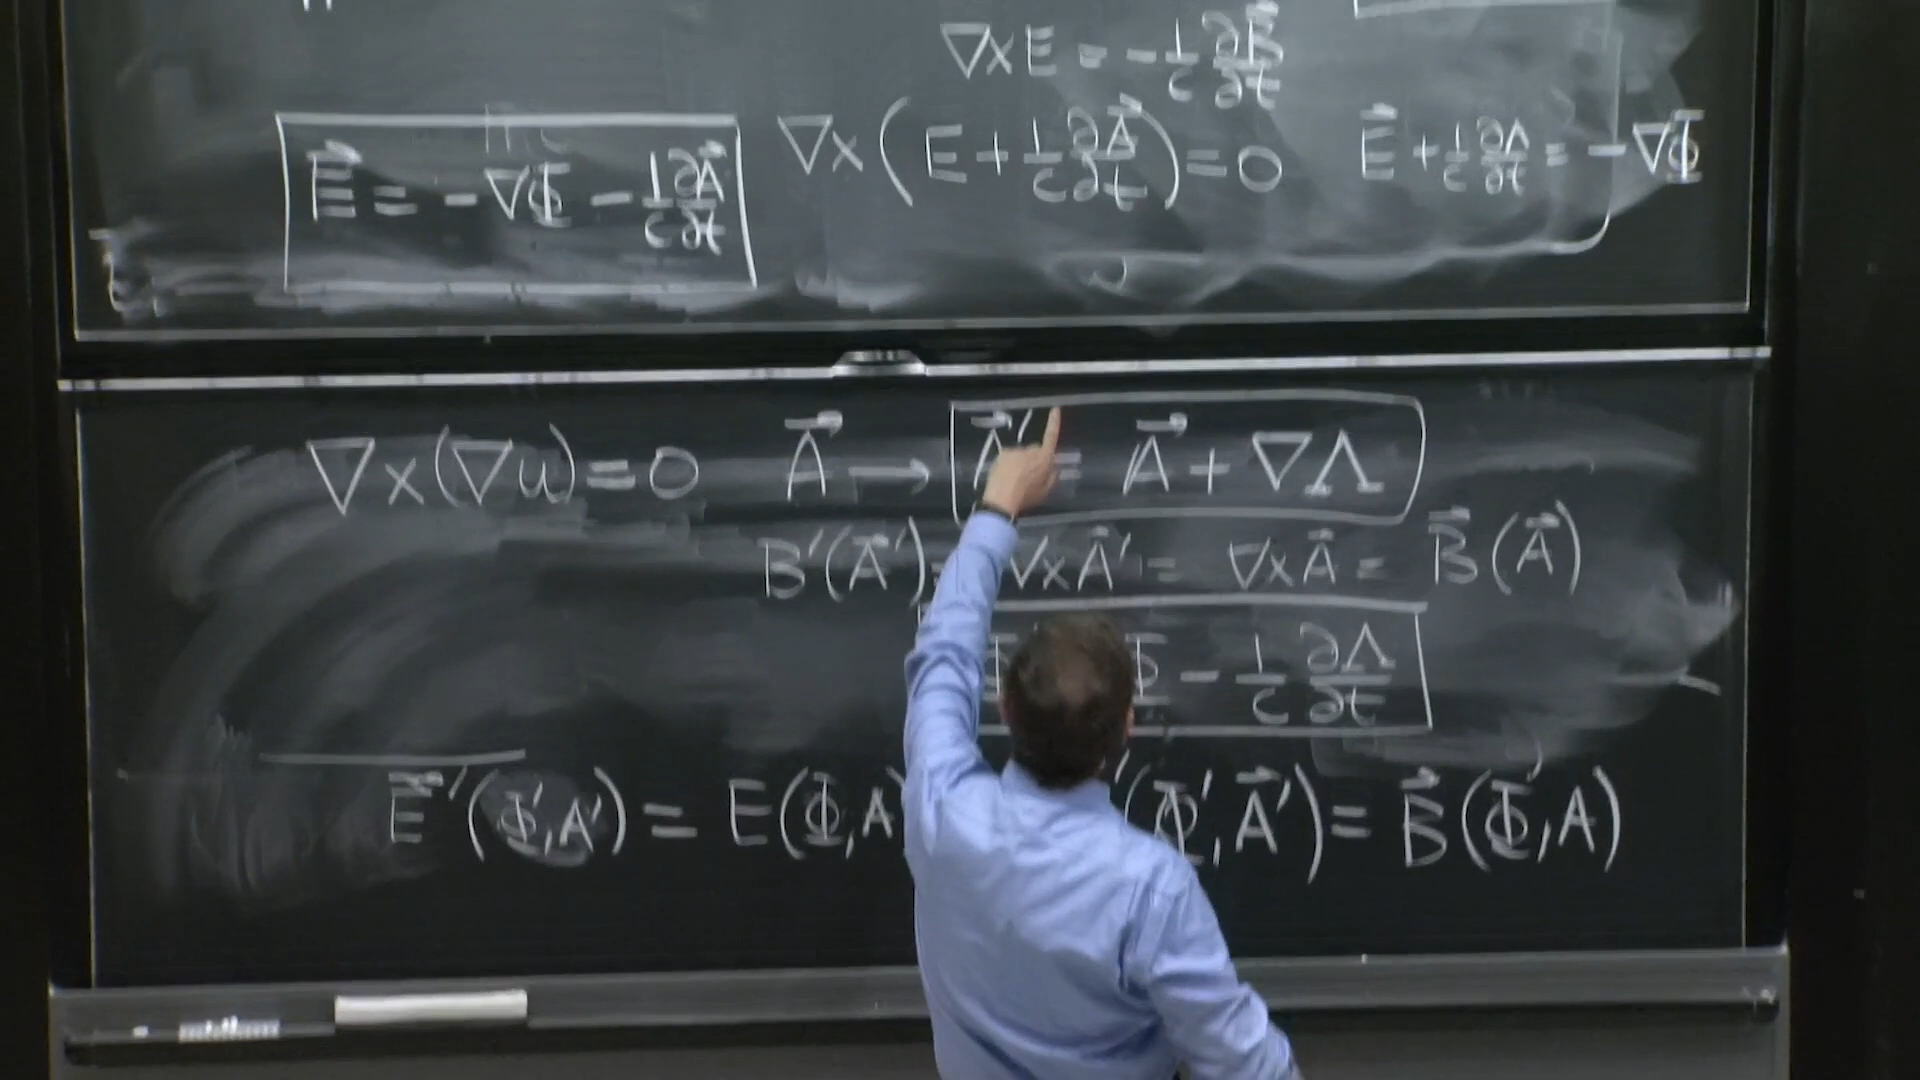 ∇×E = -1/c ∂B⃗/∂t
E⃗ = -∇Φ - 1/c ∂A⃗/∂t
∇×(E + 1/c ∂A⃗/∂t) = 0
E⃗ + 1/c ∂A/∂t = -∇Φ
∇×(∇u) = 0 A⃗ → A⃗' = A⃗ + ∇Λ
B'(A⃗') = ∇×A⃗' = ∇×A⃗ = B⃗(A⃗)
Φ - 1/c ∂Λ/∂t
E⃗'(Φ',A') = E(Φ,A '(Φ',A⃗') = B⃗(Φ,A)